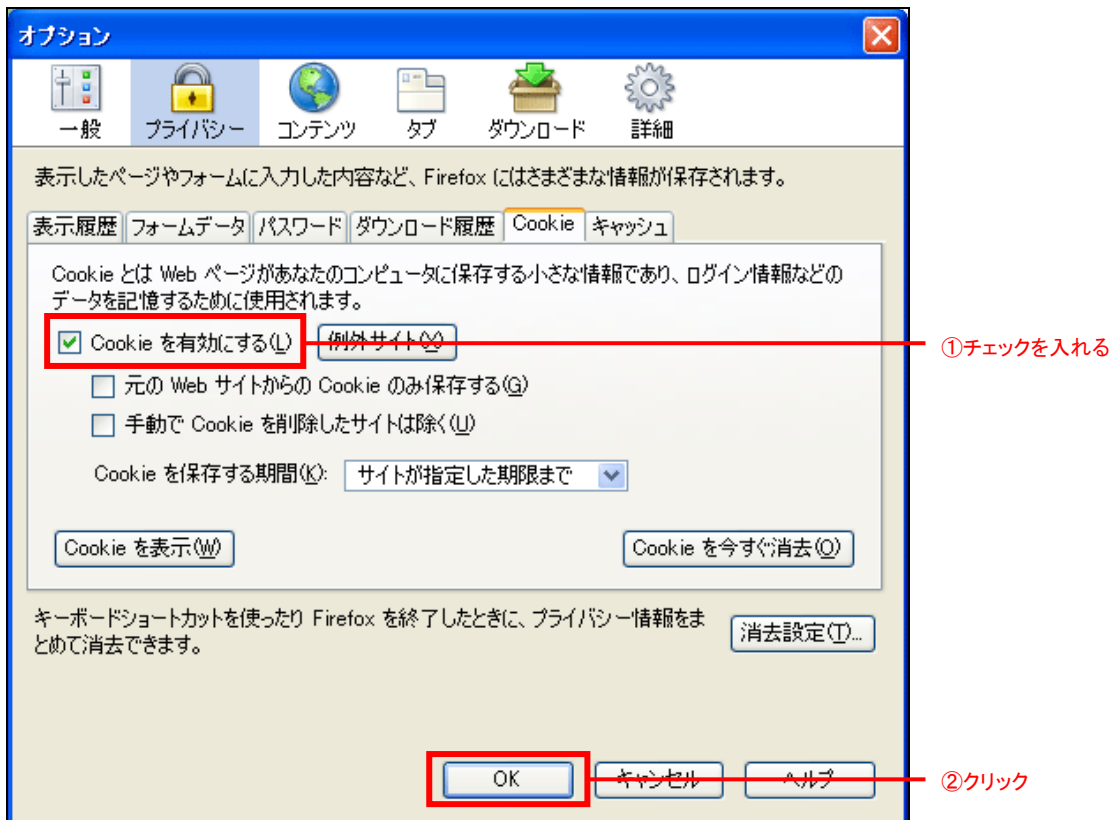 オプション
一般 プライバシー コンテンツ タブ ダウンロード 詳細
表示したページやフォームに入力した内容など、Firefox にはさまざまな情報が保存されます。
表示履歴 フォームデータ パスワード ダウンロード履歴 Cookie キャッシュ
Cookie とは Web ページがあなたのコンピュータに保存する小さな情報であり、ログイン情報などの
データを記憶するために使用されます。
Cookie を有効にする(L) 例外サイト(X)
①チェックを入れる
元の Web サイトからの Cookie のみ保存する(G)
手動で Cookie を削除したサイトは除く(U)
Cookie を保存する期間(K): サイトが指定した期限まで
Cookie を表示(W) Cookie を今すぐ消去(O)
キーボードショートカットを使ったり Firefox を終了したときに、プライバシー情報をま
とめて消去できます。
消去設定(T)...
OK キャンセル ヘルプ
②クリック